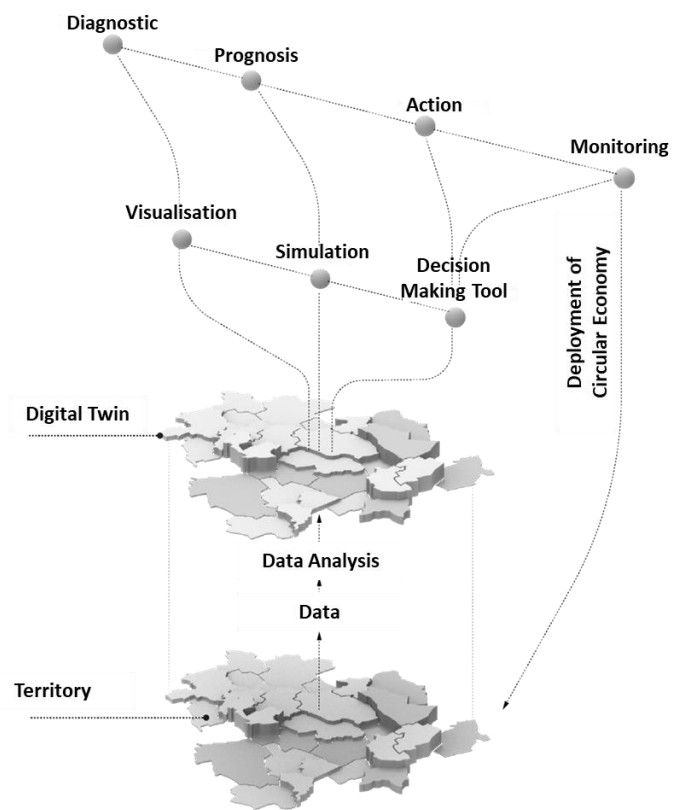 Diagnostic
Prognosis
Action
Monitoring
Visualisation
Simulation
Decision
Making Tool
Deployment of
Circular Economy
Digital Twin
Data Analysis
Data
Territory